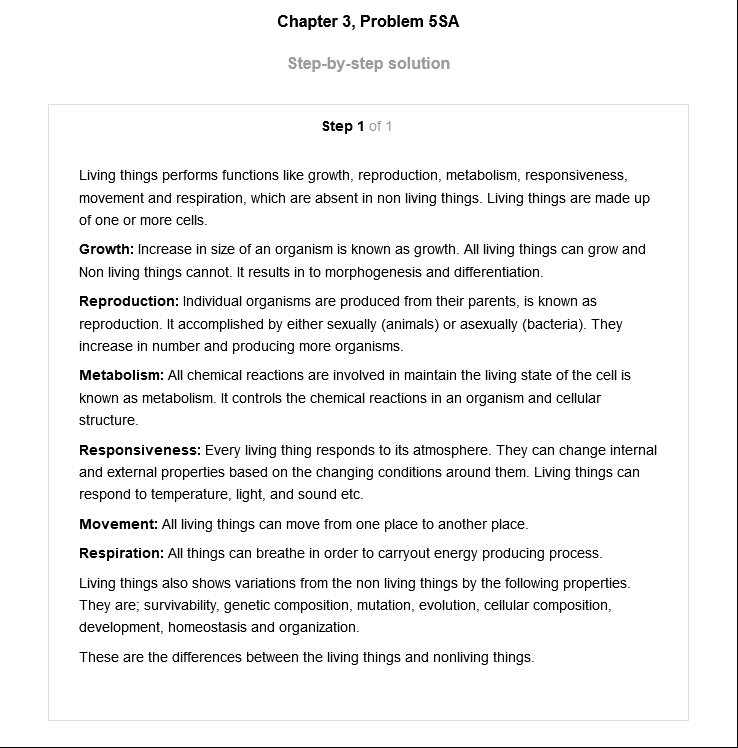 Chapter 3, Problem 5SA
Step-by-step solution
Step 1 of 1
Living things performs functions like growth, reproduction, metabolism, responsiveness,
movement and respiration, which are absent in non living things. Living things are made up
of one or more cells.
Growth: Increase in size of an organism is known as growth. All living things can grow and
Non living things cannot. It results in to morphogenesis and differentiation.
Reproduction: Individual organisms are produced from their parents, is known as
reproduction. It accomplished by either sexually (animals) or asexually (bacteria). They
increase in number and producing more organisms.
Metabolism: All chemical reactions are involved in maintain the living state of the cell is
known as metabolism. It controls the chemical reactions in an organism and cellular
structure.
Responsiveness: Every living thing responds to its atmosphere. They can change internal
and external properties based on the changing conditions around them. Living things can
respond to temperature, light, and sound etc.
Movement: All living things can move from one place to another place.
Respiration: All things can breathe in order to carryout energy producing process.
Living things also shows variations from the non living things by the following properties.
They are; survivability, genetic composition, mutation, evolution, cellular composition,
development, homeostasis and organization.
These are the differences between the living things and nonliving things.